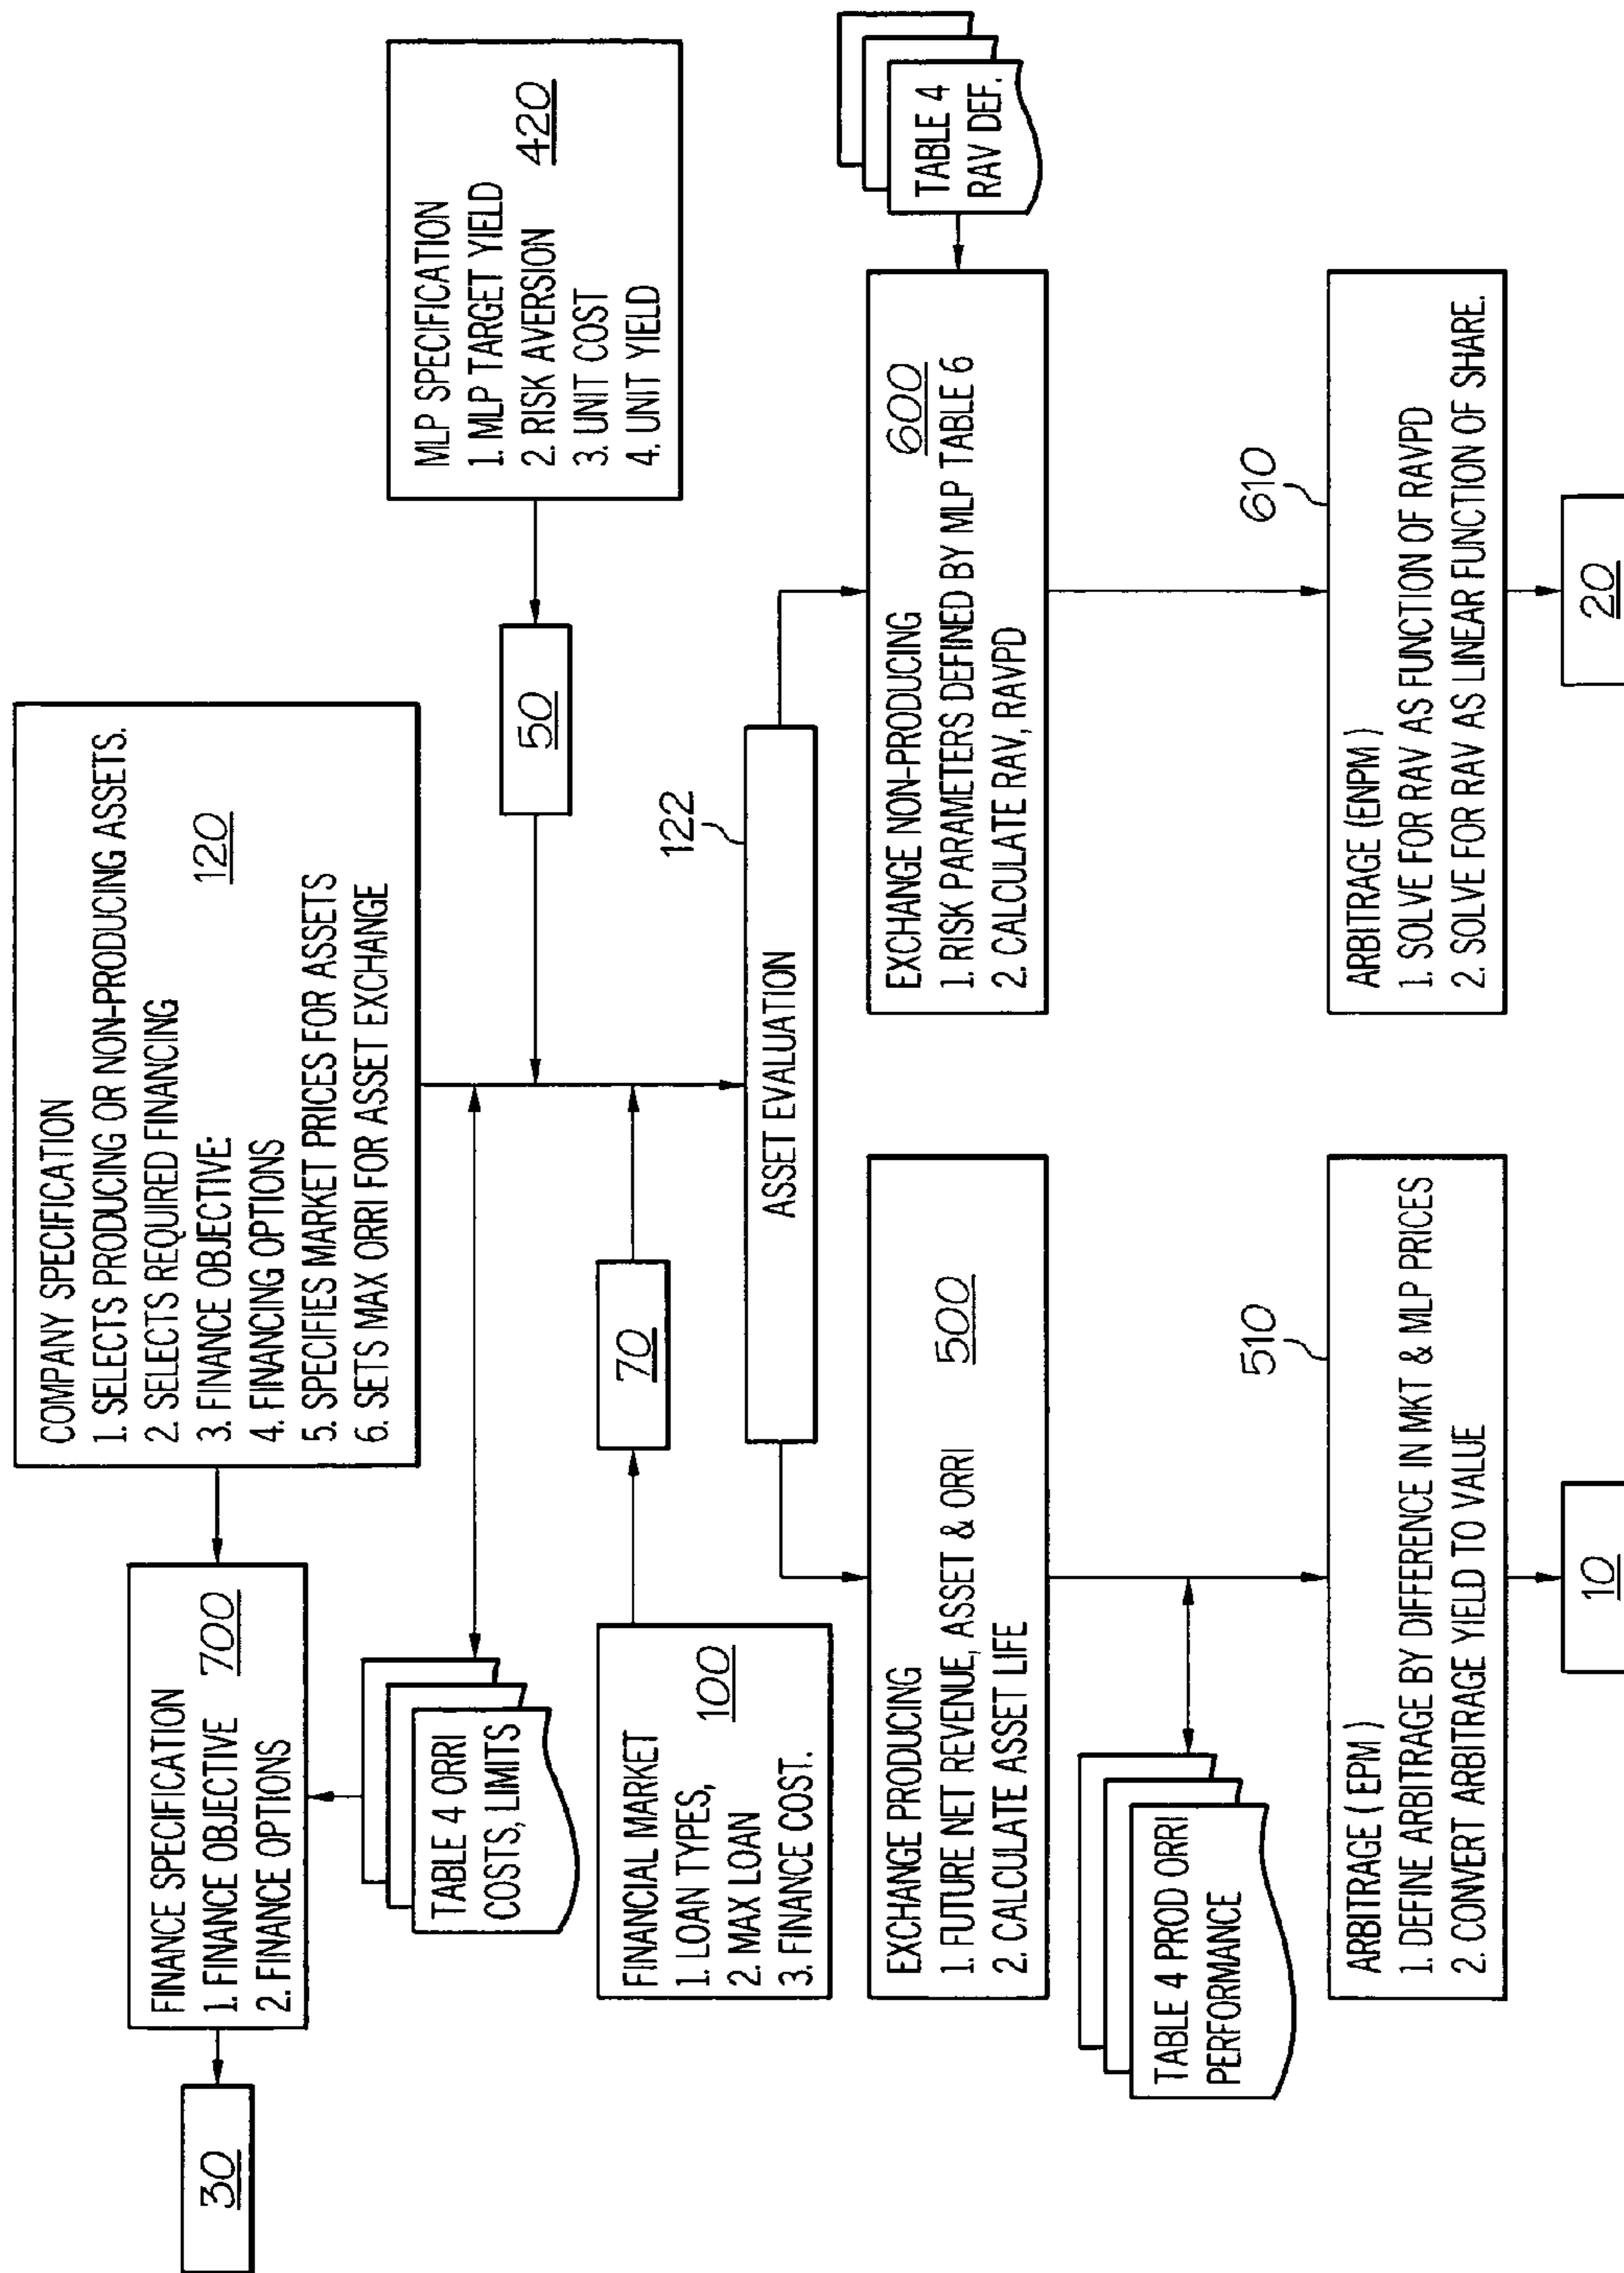 COMPANY SPECIFICATION
1. SELECTS PRODUCING OR NON-PRODUCING ASSETS.
2. SELECTS REQUIRED FINANCING
3. FINANCE OBJECTIVE:
4. FINANCING OPTIONS
5. SPECIFIES MARKET PRICES FOR ASSETS
6. SETS MAX ORRI FOR ASSET EXCHANGE
120
FINANCE SPECIFICATION
1. FINANCE OBJECTIVE
2. FINANCE OPTIONS
700
30
TABLE 4 ORRI
COSTS, LIMITS
MLP SPECIFICATION
1. MLP TARGET YIELD
2. RISK AVERSION
3. UNIT COST
4. UNIT YIELD
420
50
FINANCIAL MARKET
1. LOAN TYPES,
2. MAX LOAN
3. FINANCE COST.
100
70
122
ASSET EVALUATION
EXCHANGE PRODUCING
1. FUTURE NET REVENUE, ASSET & ORRI
2. CALCULATE ASSET LIFE
500
TABLE 4 PROD ORRI
PERFORMANCE
510
ARBITRAGE (EPM)
1. DEFINE ARBITRAGE BY DIFFERENCE IN MKT & MLP PRICES
2. CONVERT ARBITRAGE YIELD TO VALUE
10
TABLE 4
RAV DEF.
EXCHANGE NON-PRODUCING
1. RISK PARAMETERS DEFINED BY MLP TABLE 6
2. CALCULATE RAV, RAVPD
600
610
ARBITRAGE (ENPM)
1. SOLVE FOR RAV AS FUNCTION OF RAVPD
2. SOLVE FOR RAV AS LINEAR FUNCTION OF SHARE.
20